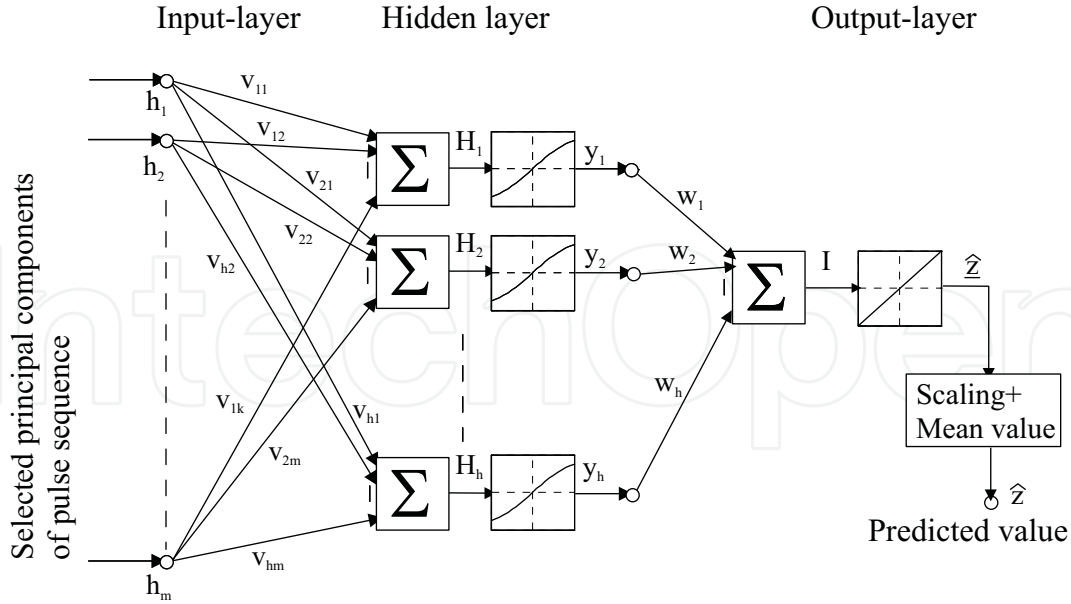 Input-layer
Hidden layer
Output-layer
Selected principal components
of pulse sequence
h1
h2
hm
v11
v12
v21
v22
vh2
v1k
vh1
v2m
vhm
Σ
H1
y1
w1
Σ
H2
y2
w2
Σ
Hh
yh
wh
Σ
I
ẑ
Scaling+
Mean value
ẑ
Predicted value
IntechOpen